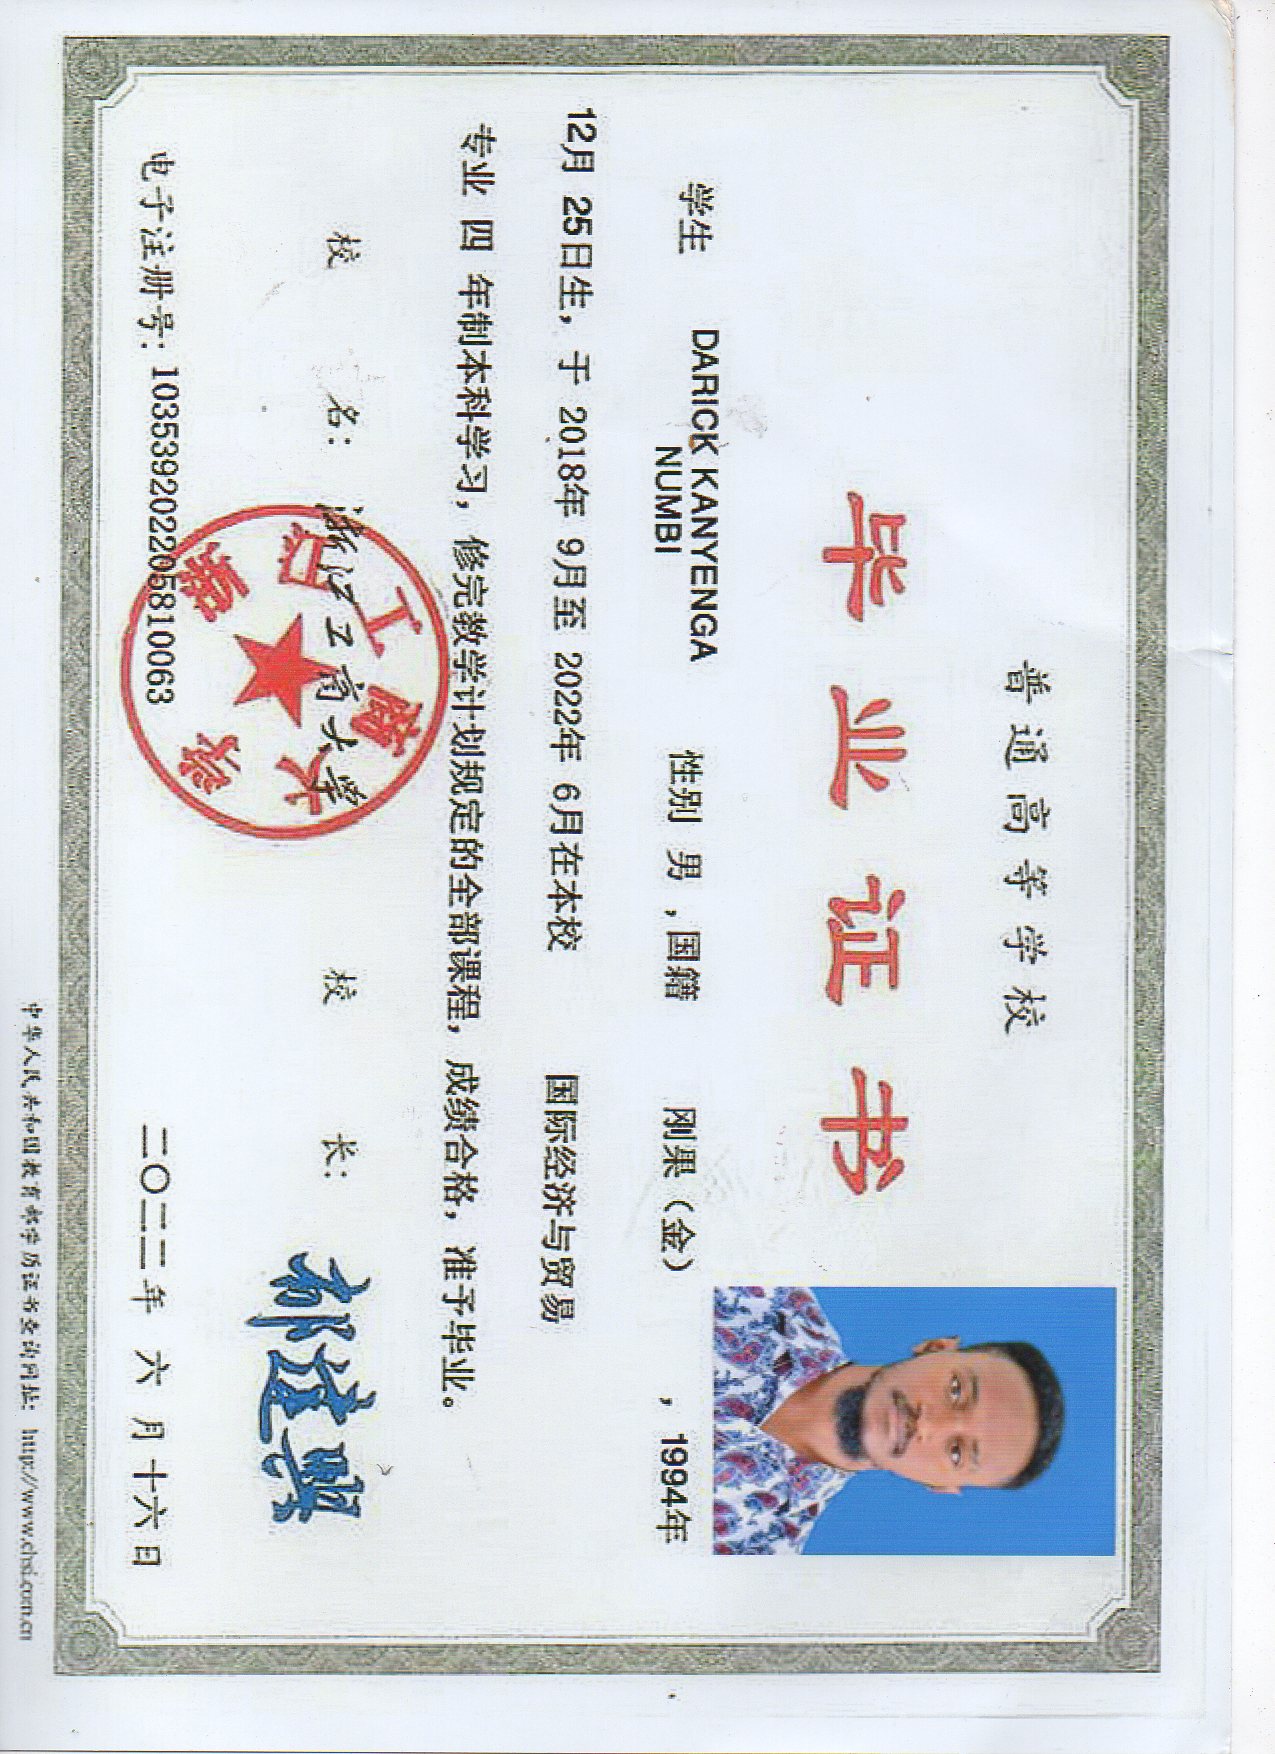 普通高等学校
毕业证书
学生 DARICK KANYENGA NUMBI 性别 男 ,国籍 刚果（金） ，1994年
12月 25日生，于 2018年 9月至 2022年 6月在本校 国际经济与贸易
专业 四 年制本科学习，修完教学计划规定的全部课程，成绩合格，准予毕业。
校 名： 浙江工商大学 校 长： 郁建興
浙江工商大学
电子注册号: 103539202205810063 二〇二二年 六 月十六日
中华人民共和国教育部学历证书查询网址： http://www.chsi.com.cn